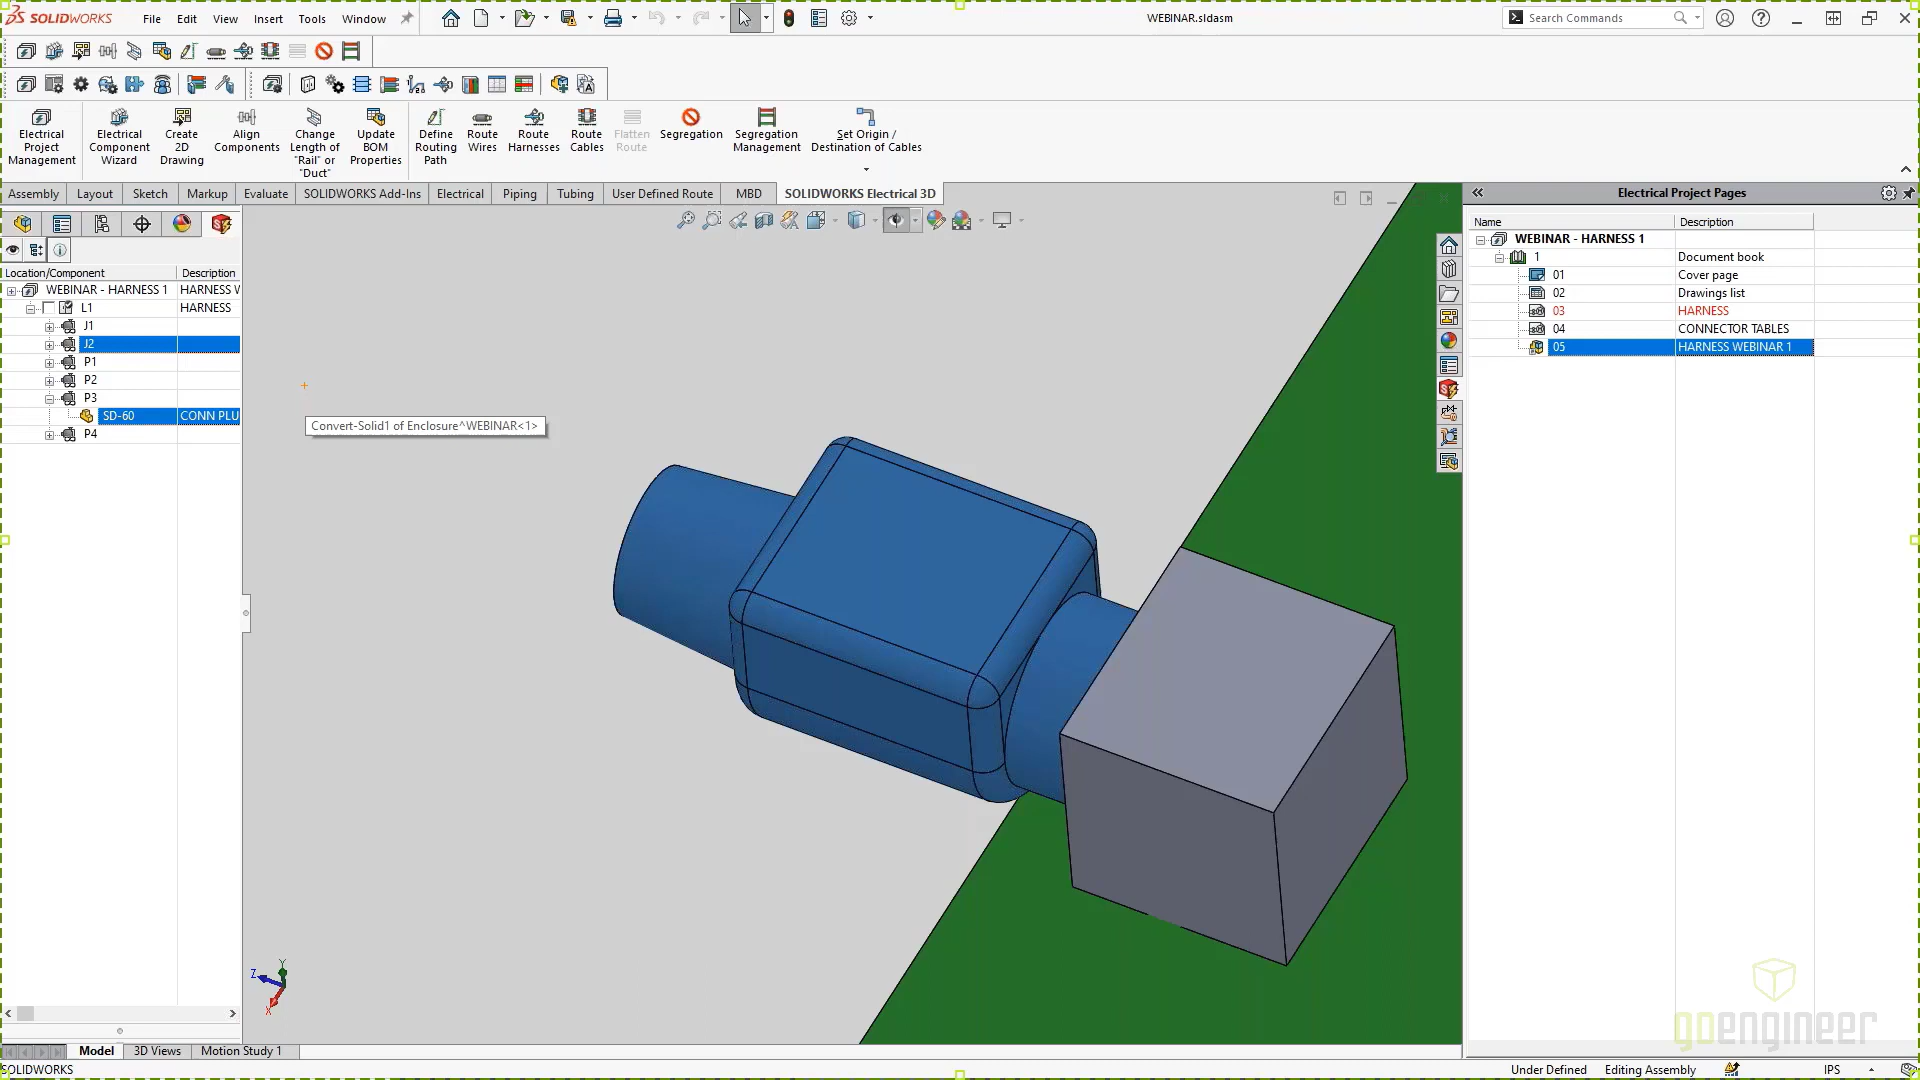 SOLIDWORKS
File Edit View Insert Tools Window
WEBINAR.sldasm
Search Commands
Electrical Project Management
Electrical Component Wizard
Create 2D Drawing
Align Components
Change Length of "Rail" or "Duct"
Update BOM Properties
Define Routing Path
Route Wires
Route Harnesses
Route Cables
Flatten Route
Segregation
Segregation Management
Set Origin / Destination of Cables
Assembly Layout Sketch Markup Evaluate SOLIDWORKS Add-Ins Electrical Piping Tubing User Defined Route MBD SOLIDWORKS Electrical 3D
Location/Component Description
WEBINAR - HARNESS 1 HARNESS W
L1 HARNESS
J1
J2
P1
P2
P3
SD-60 CONN PLU
P4
Convert-Solid1 of Enclosure^WEBINAR<1>
Z
Y
X
Electrical Project Pages
Name Description
WEBINAR - HARNESS 1
1 Document book
01 Cover page
02 Drawings list
03 HARNESS
04 CONNECTOR TABLES
05 HARNESS WEBINAR 1
goengineer
Model 3D Views Motion Study 1
SOLIDWORKS
Under Defined Editing Assembly IPS